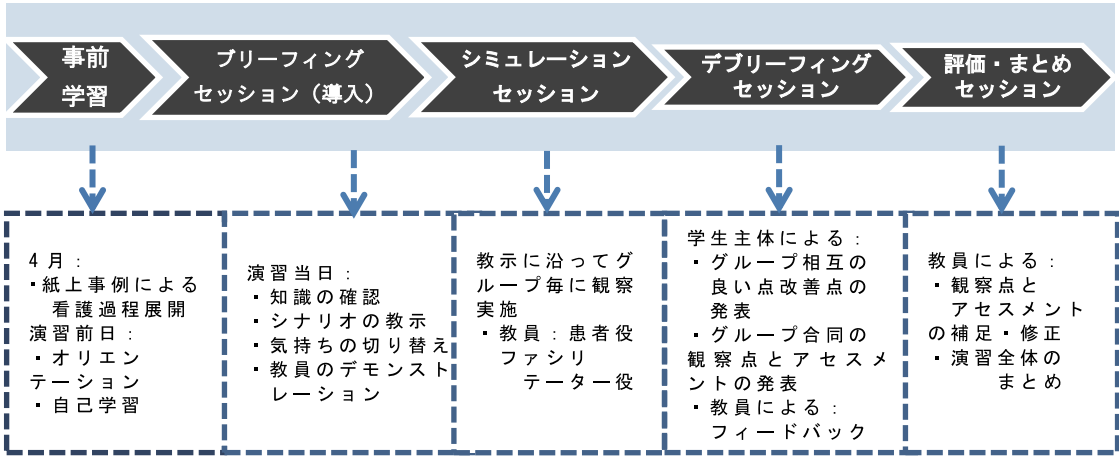 事前
学習
ブリーフィング
セッション（導入）
シミュレーション
セッション
デブリーフィング
セッション
評価・まとめ
セッション
4月：
・紙上事例による
看護過程展開
演習前日：
・オリエン
テーション
・自己学習
演習当日：
・知識の確認
・シナリオの教示
・気持ちの切り替え
・教員のデモンスト
レーション
教示に沿ってグ
ループ毎に観察
実施
・教員：患者役
ファシリ
テーター役
学生主体による：
・グループ相互の
良い点改善点の
発表
・グループ合同の
観察点とアセスメ
ントの発表
・教員による：
フィードバック
教員による：
・観察点と
アセスメント
の補足・修正
・演習全体の
まとめ